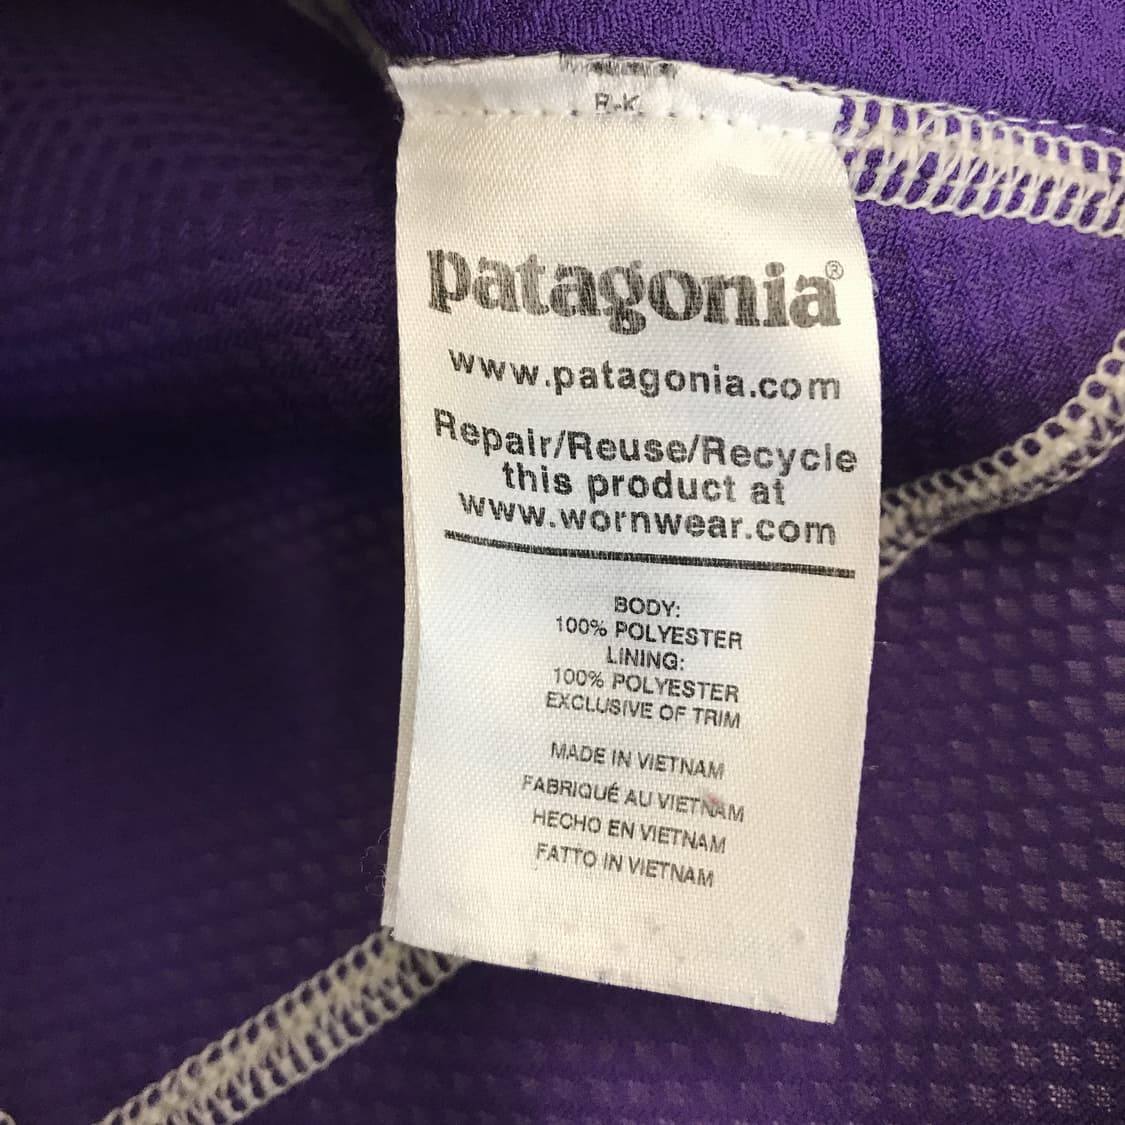 R-K
patagonia®
www.patagonia.com
Repair/Reuse/Recycle
this product at
www.wornwear.com
BODY:
100% POLYESTER
LINING:
100% POLYESTER
EXCLUSIVE OF TRIM
MADE IN VIETNAM
FABRIQUÉ AU VIETNAM
HECHO EN VIETNAM
FATTO IN VIETNAM